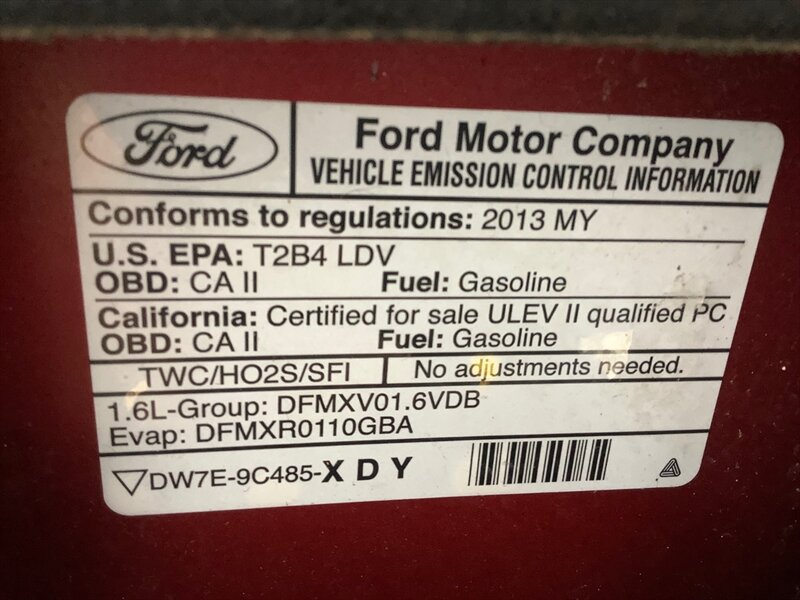 Ford
Ford Motor Company
VEHICLE EMISSION CONTROL INFORMATION
Conforms to regulations: 2013 MY
U.S. EPA: T2B4 LDV
OBD: CA II Fuel: Gasoline
California: Certified for sale ULEV II qualified PC
OBD: CA II Fuel: Gasoline
TWC/HO2S/SFI No adjustments needed.
1.6L-Group: DFMXV01.6VDB
Evap: DFMXR0110GBA
DW7E-9C485-X D Y